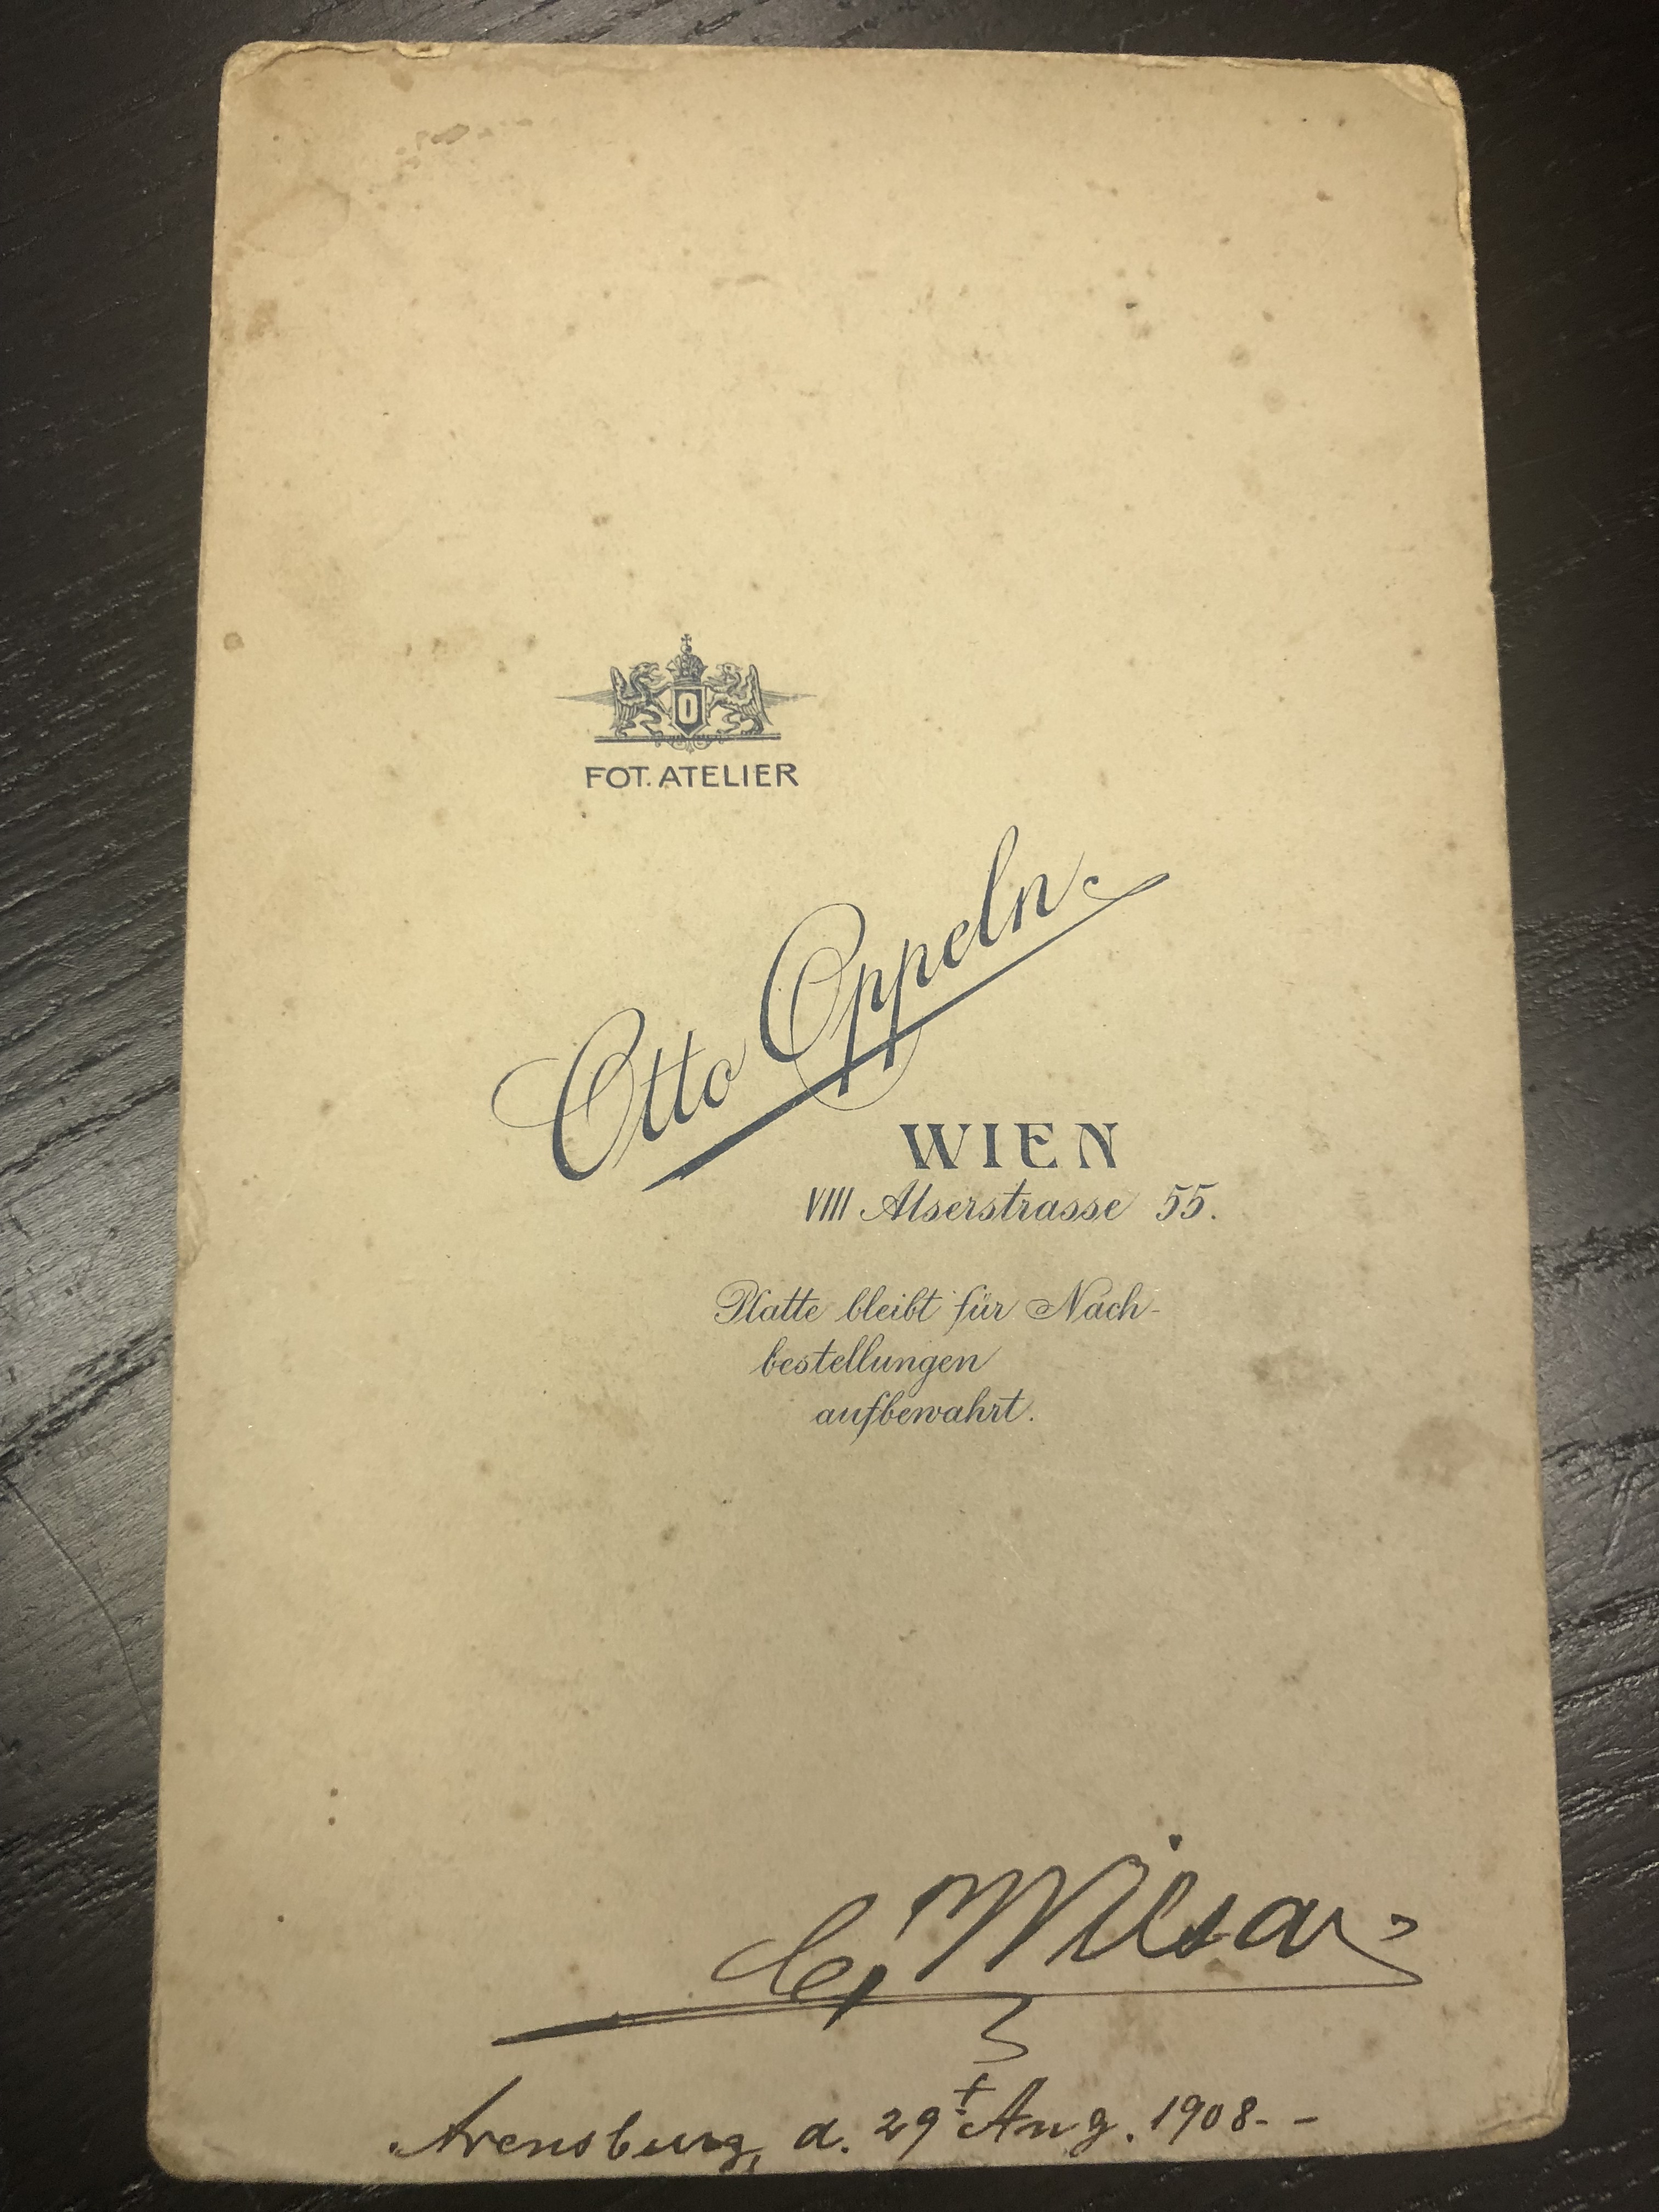 O
FOT. ATELIER
Otto Oppeln
WIEN
VIII Alserstrasse 55.
Platte bleibt für Nach-
bestellungen
aufbewahrt.
Arensburg, d. 29t Aug. 1908. -